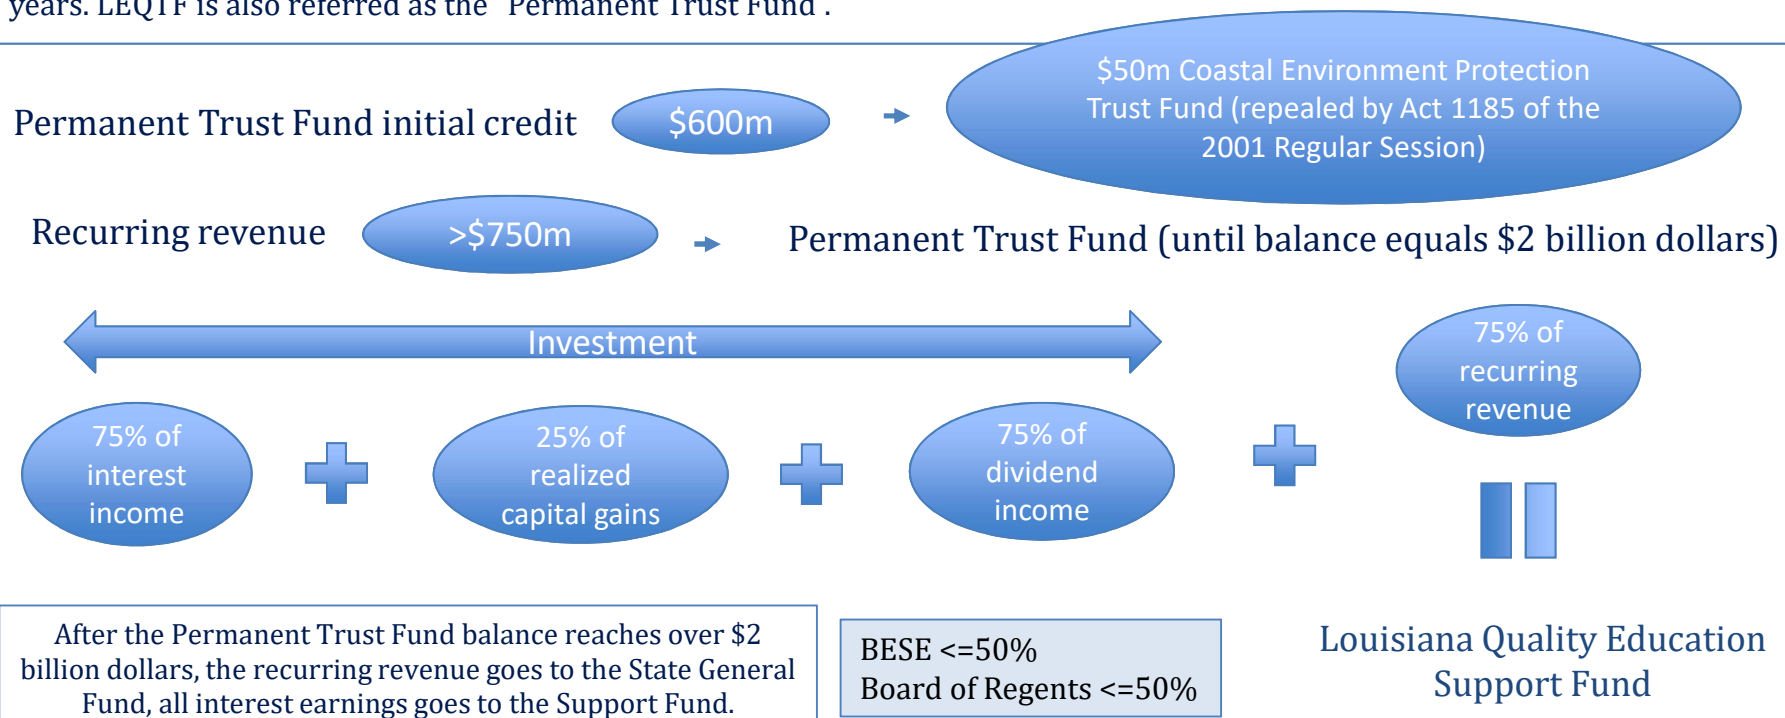 years. LEQTF is also referred as the "Permanent Trust Fund".
$50m Coastal Environment Protection
Trust Fund (repealed by Act 1185 of the
2001 Regular Session)
Permanent Trust Fund initial credit
$600m
Recurring revenue
>$750m
Permanent Trust Fund (until balance equals $2 billion dollars)
Investment
75% of
recurring
revenue
75% of
interest
income
25% of
realized
capital gains
75% of
dividend
income
After the Permanent Trust Fund balance reaches over $2
billion dollars, the recurring revenue goes to the State General
Fund, all interest earnings goes to the Support Fund.
BESE <=50%
Board of Regents <=50%
Louisiana Quality Education
Support Fund